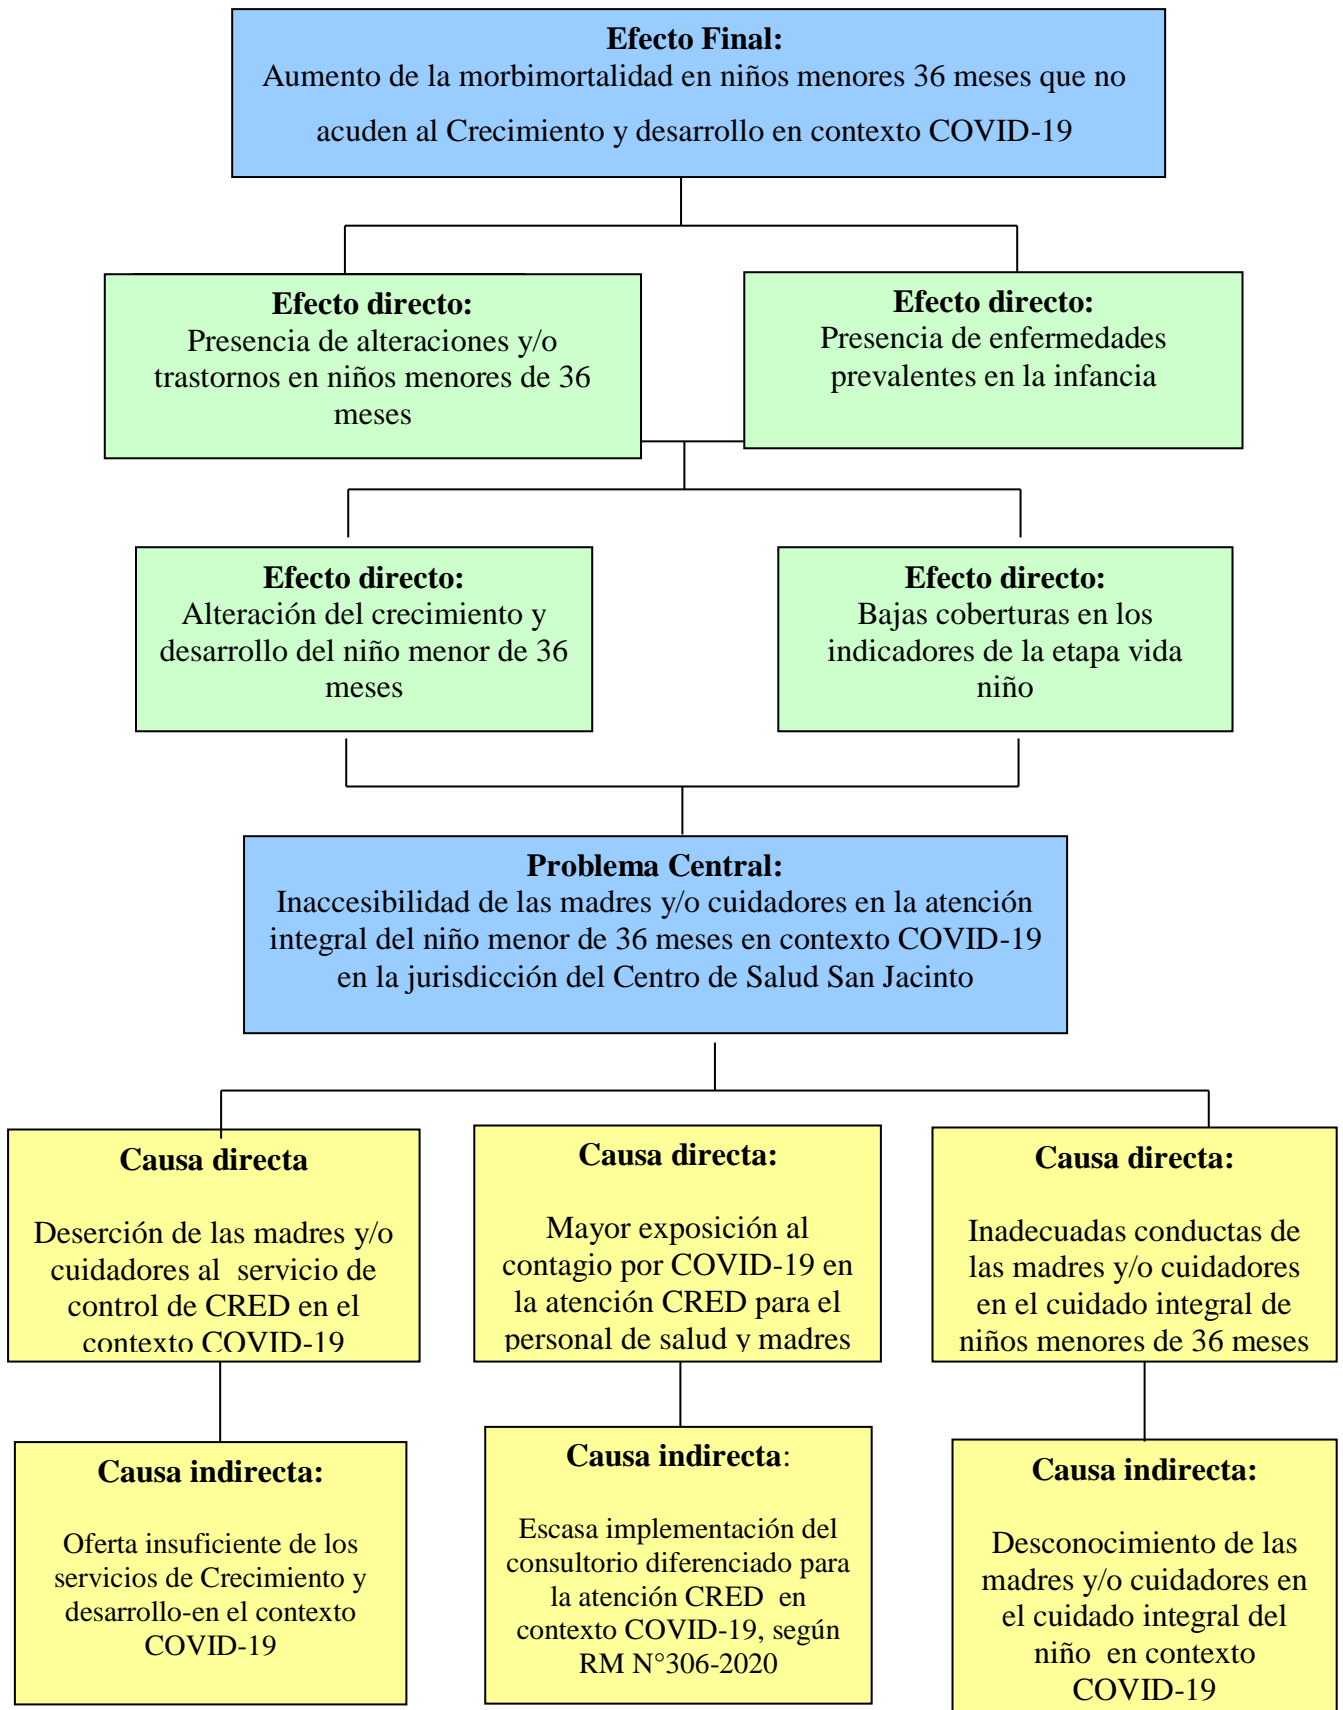 Efecto Final:
Aumento de la morbimortalidad en niños menores 36 meses que no
acuden al Crecimiento y desarrollo en contexto COVID-19
Efecto directo:
Presencia de alteraciones y/o
trastornos en niños menores de 36
meses
Efecto directo:
Presencia de enfermedades
prevalentes en la infancia
Efecto directo:
Alteración del crecimiento y
desarrollo del niño menor de 36
meses
Efecto directo:
Bajas coberturas en los
indicadores de la etapa vida
niño
Problema Central:
Inaccesibilidad de las madres y/o cuidadores en la atención
integral del niño menor de 36 meses en contexto COVID-19
en la jurisdicción del Centro de Salud San Jacinto
Causa directa
Deserción de las madres y/o
cuidadores al servicio de
control de CRED en el
contexto COVID-19
Causa directa:
Mayor exposición al
contagio por COVID-19 en
la atención CRED para el
personal de salud y madres
Causa directa:
Inadecuadas conductas de
las madres y/o cuidadores
en el cuidado integral de
niños menores de 36 meses
Causa indirecta:
Oferta insuficiente de los
servicios de Crecimiento y
desarrollo-en el contexto
COVID-19
Causa indirecta:
Escasa implementación del
consultorio diferenciado para
la atención CRED en
contexto COVID-19, según
RM N°306-2020
Causa indirecta:
Desconocimiento de las
madres y/o cuidadores en
el cuidado integral del
niño en contexto
COVID-19